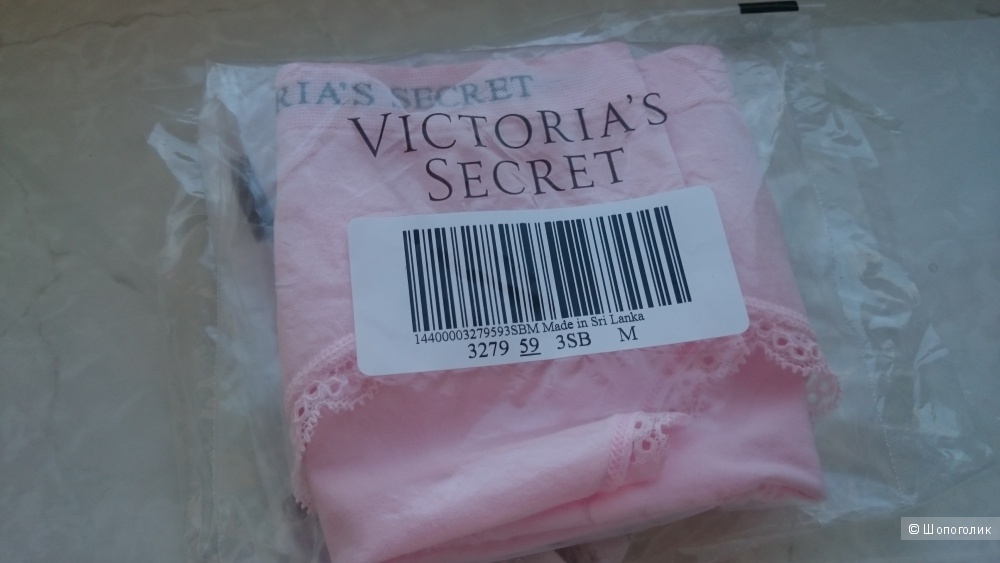 RIA'S SECRET
VICTORIA'S
SECRET
14400003279593SBM Made in Sri Lanka
3279 59 3SB M
© Шопоголик